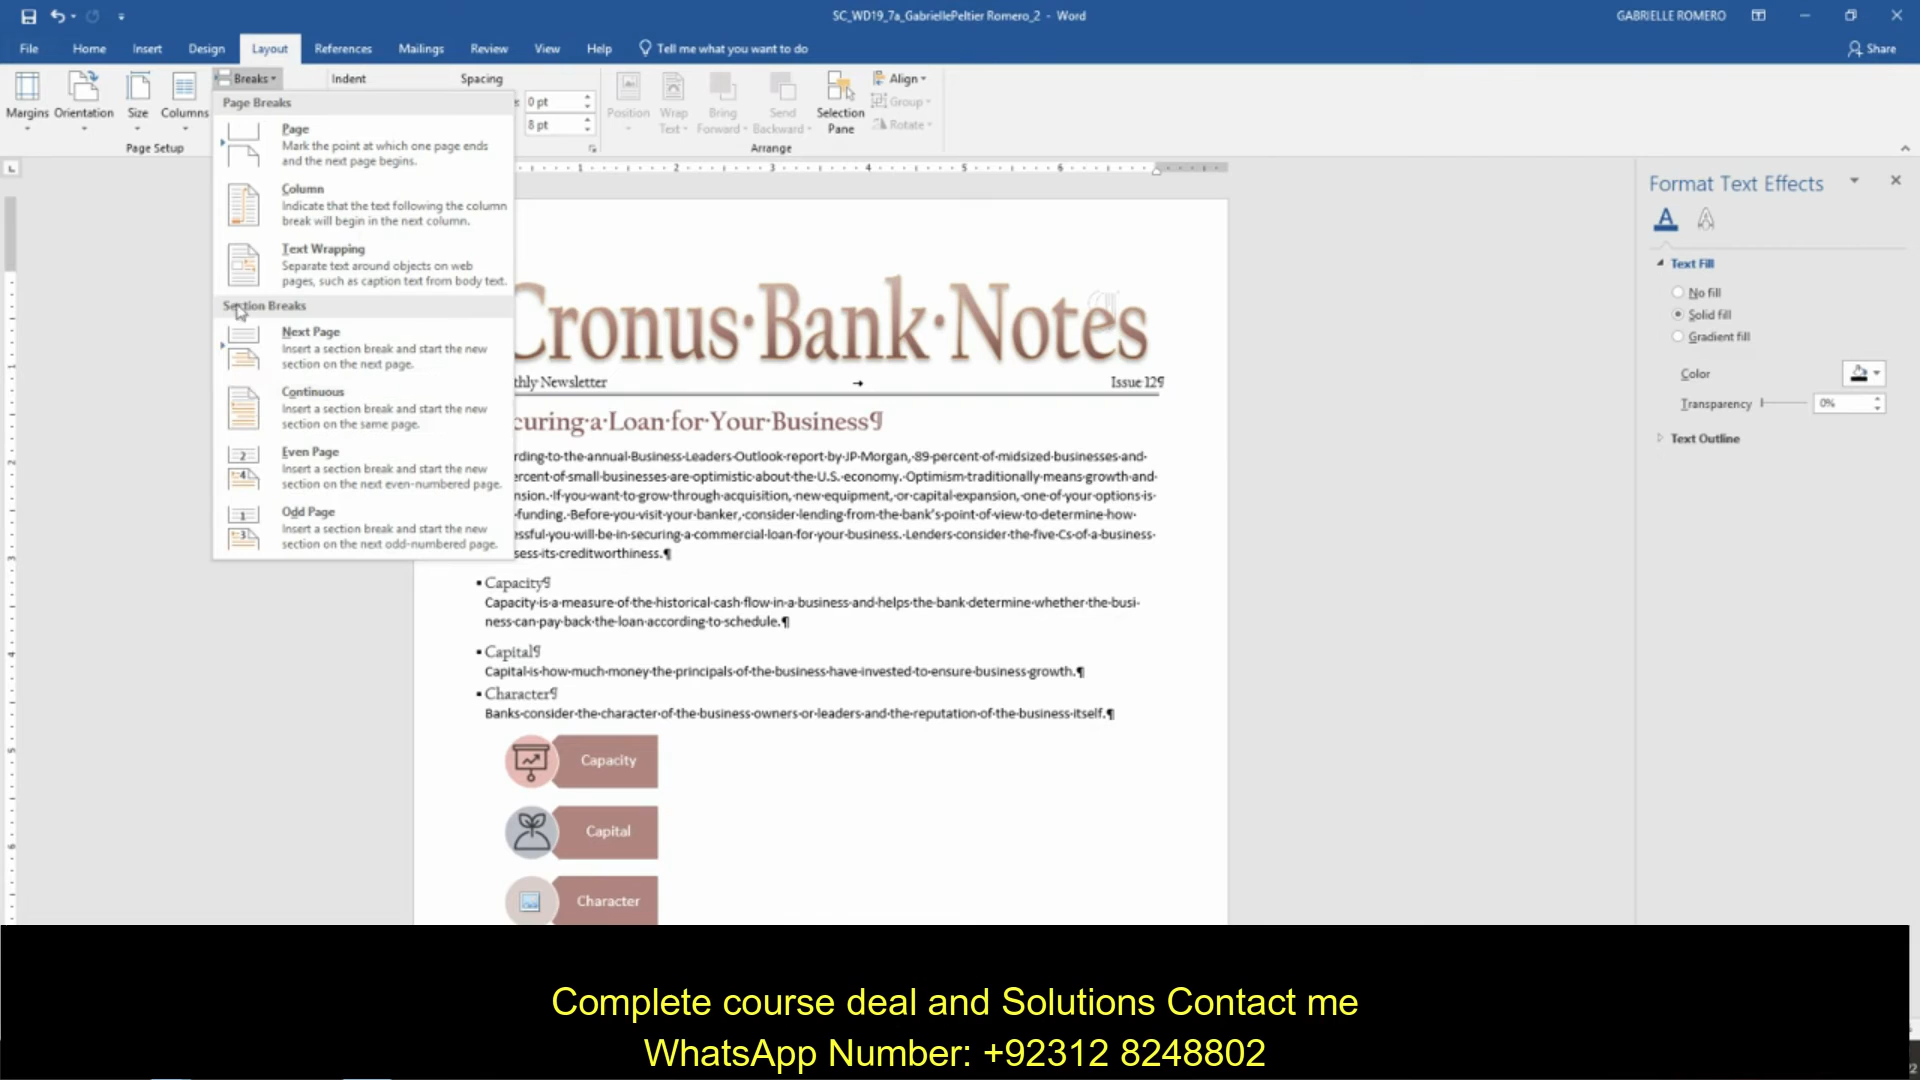 SC_WD19_7a_GabriellePeltier Romero_2 - Word
GABRIELLE ROMERO
File Home Insert Design Layout References Mailings Review View Help Tell me what you want to do Share
Margins Orientation Size Columns Breaks
Page Setup
Indent Spacing
0 pt
8 pt
Position Wrap Text Bring Forward Send Backward Selection Pane
Align
Group
Rotate
Arrange
Page Breaks
Page
Mark the point at which one page ends
and the next page begins.
Column
Indicate that the text following the column
break will begin in the next column.
Text Wrapping
Separate text around objects on web
pages, such as caption text from body text.
Section Breaks
Next Page
Insert a section break and start the new
section on the next page.
Continuous
Insert a section break and start the new
section on the same page.
Even Page
Insert a section break and start the new
section on the next even-numbered page.
Odd Page
Insert a section break and start the new
section on the next odd-numbered page.
Cronus·Bank·Notes
thly Newsletter → Issue 12¶
curing·a·Loan·for·Your·Business¶
rding·to·the·annual·Business·Leaders·Outlook·report·by·JP·Morgan,·89·percent·of·midsized·businesses·and·
ercent·of·small·businesses·are·optimistic·about·the·U.S.·economy.·Optimism·traditionally·means·growth·and·
nsion.·If·you·want·to·grow·through·acquisition,·new·equipment,·or·capital·expansion,·one·of·your·options·is·
funding.·Before·you·visit·your·banker,·consider·lending·from·the·bank's·point·of·view·to·determine·how·
ssful·you·will·be·in·securing·a·commercial·loan·for·your·business.·Lenders·consider·the·five·Cs·of·a·business·
sess·its·creditworthiness.¶
▪ Capacity¶
Capacity·is·a·measure·of·the·historical·cash·flow·in·a·business·and·helps·the·bank·determine·whether·the·busi-
ness·can·pay·back·the·loan·according·to·schedule.¶
▪ Capital¶
Capital·is·how·much·money·the·principals·of·the·business·have·invested·to·ensure·business·growth.¶
▪ Character¶
Banks·consider·the·character·of·the·business·owners·or·leaders·and·the·reputation·of·the·business·itself.¶
Capacity
Capital
Character
Format Text Effects
Text Fill
No fill
Solid fill
Gradient fill
Color
Transparency 0%
Text Outline
Complete course deal and Solutions Contact me
WhatsApp Number: +92312 8248802